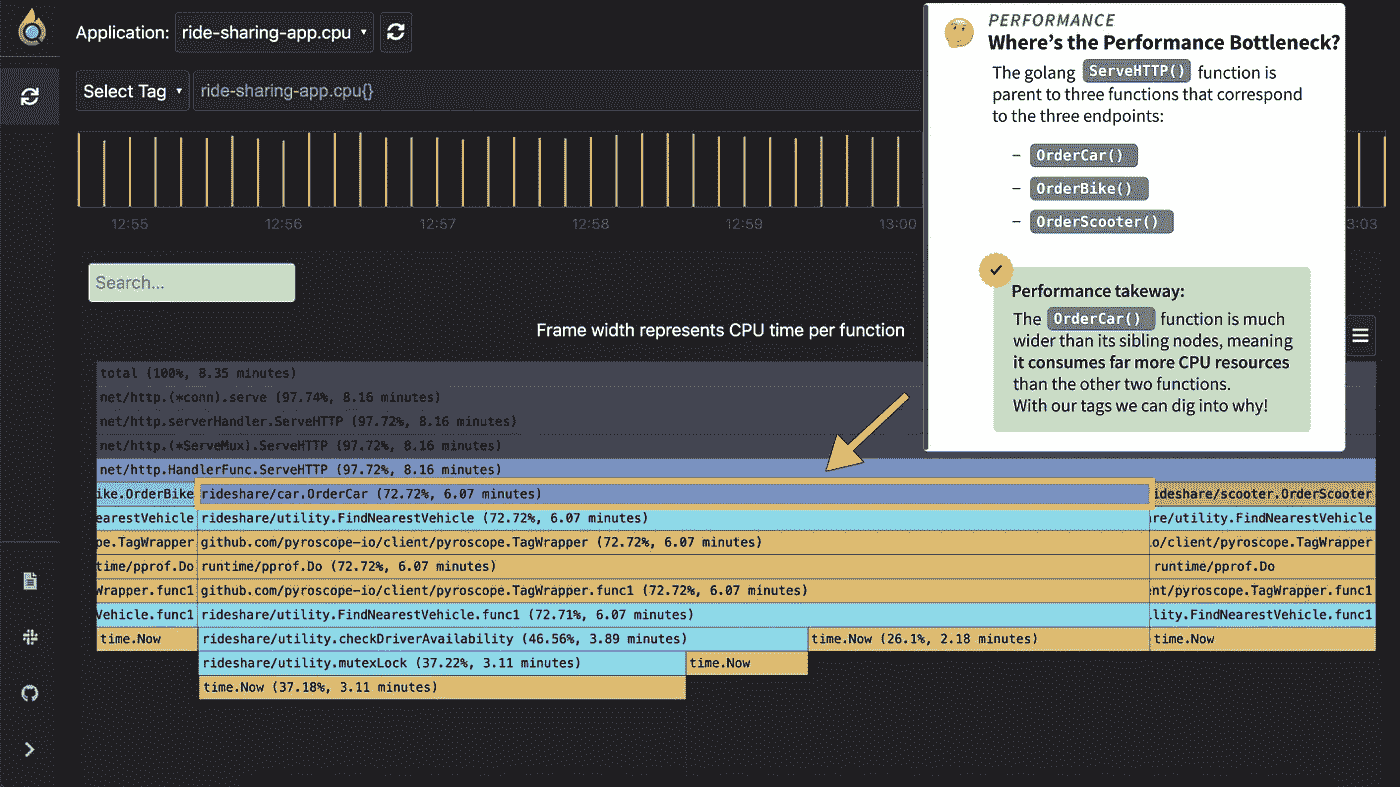 Application: ride-sharing-app.cpu
Select Tag ride-sharing-app.cpu{}
12:55 12:56 12:57 12:58 12:59 13:00 3:03
Search...
Frame width represents CPU time per function
total (100%, 8.35 minutes)
net/http.(*conn).serve (97.74%, 8.16 minutes)
net/http.serverHandler.ServeHTTP (97.72%, 8.16 minutes)
net/http.(*ServeMux).ServeHTTP (97.72%, 8.16 minutes)
net/http.HandlerFunc.ServeHTTP (97.72%, 8.16 minutes)
ike.OrderBike rideshare/car.OrderCar (72.72%, 6.07 minutes) ideshare/scooter.OrderScooter
earestVehicle rideshare/utility.FindNearestVehicle (72.72%, 6.07 minutes) re/utility.FindNearestVehicle
pe.TagWrapper github.com/pyroscope-io/client/pyroscope.TagWrapper (72.72%, 6.07 minutes) io/client/pyroscope.TagWrapper
time/pprof.Do runtime/pprof.Do (72.72%, 6.07 minutes) runtime/pprof.Do
Wrapper.func1 github.com/pyroscope-io/client/pyroscope.TagWrapper.func1 (72.72%, 6.07 minutes) nt/pyroscope.TagWrapper.func1
Vehicle.func1 rideshare/utility.FindNearestVehicle.func1 (72.71%, 6.07 minutes) lity.FindNearestVehicle.func1
time.Now rideshare/utility.checkDriverAvailability (46.56%, 3.89 minutes) time.Now (26.1%, 2.18 minutes) time.Now
rideshare/utility.mutexLock (37.22%, 3.11 minutes) time.Now
time.Now (37.18%, 3.11 minutes)
PERFORMANCE
Where's the Performance Bottleneck?
The golang ServeHTTP() function is
parent to three functions that correspond
to the three endpoints:
– OrderCar()
– OrderBike()
– OrderScooter()
Performance takeway:
The OrderCar() function is much
wider than its sibling nodes, meaning
it consumes far more CPU resources
than the other two functions.
With our tags we can dig into why!